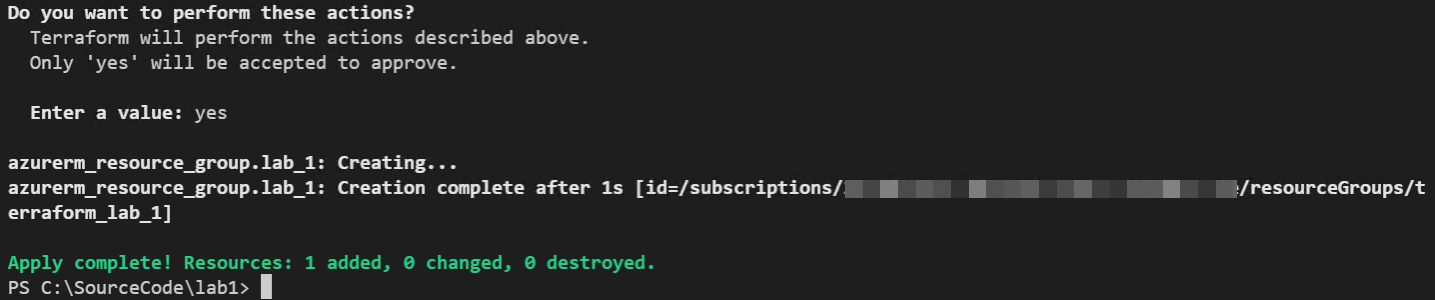 Do you want to perform these actions?
Terraform will perform the actions described above.
Only 'yes' will be accepted to approve.
Enter a value: yes
azurerm_resource_group.lab_1: Creating...
azurerm_resource_group.lab_1: Creation complete after 1s [id=/subscriptions/ /resourceGroups/t
erraform_lab_1]
Apply complete! Resources: 1 added, 0 changed, 0 destroyed.
PS C:\SourceCode\lab1>